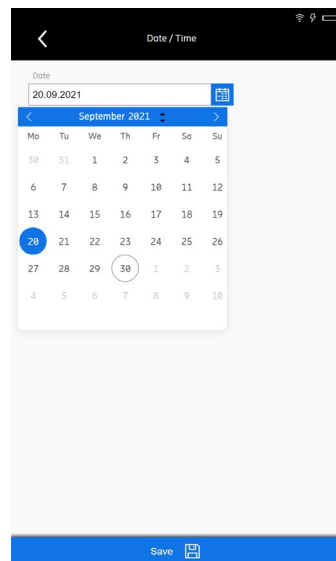 Date / Time
Date
20.09.2021
September 2021
Mo Tu We Th Fr Sa Su
30 31 1 2 3 4 5
6 7 8 9 10 11 12
13 14 15 16 17 18 19
20 21 22 23 24 25 26
27 28 29 30 1 2 3
4 5 6 7 8 9 10
Save